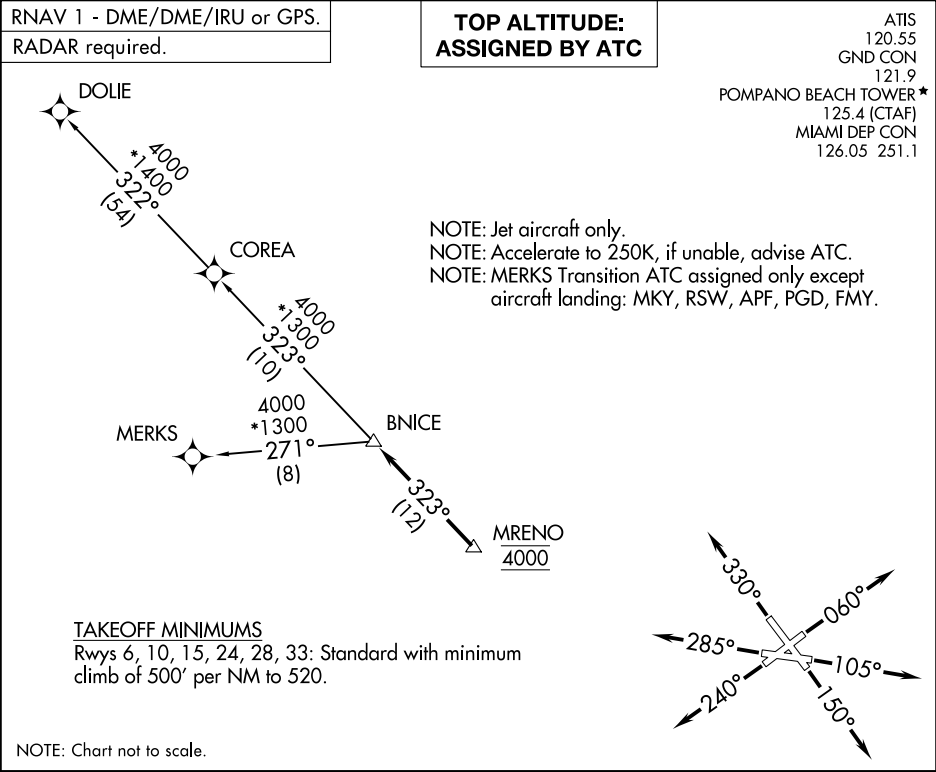 RNAV 1 - DME/DME/IRU or GPS.
RADAR required.
TOP ALTITUDE:
ASSIGNED BY ATC
ATIS
120.55
GND CON
121.9
POMPANO BEACH TOWER★
125.4 (CTAF)
MIAMI DEP CON
126.05 251.1
DOLIE
4000
*1400
322°
(54)
COREA
NOTE: Jet aircraft only.
NOTE: Accelerate to 250K, if unable, advise ATC.
NOTE: MERKS Transition ATC assigned only except
aircraft landing: MKY, RSW, APF, PGD, FMY.
4000
*1300
323°
(10)
4000
*1300
271°
(8)
MERKS
BNICE
323°
(12)
MRENO
4000
330°
060°
285°
105°
240°
150°
TAKEOFF MINIMUMS
Rwys 6, 10, 15, 24, 28, 33: Standard with minimum
climb of 500' per NM to 520.
NOTE: Chart not to scale.